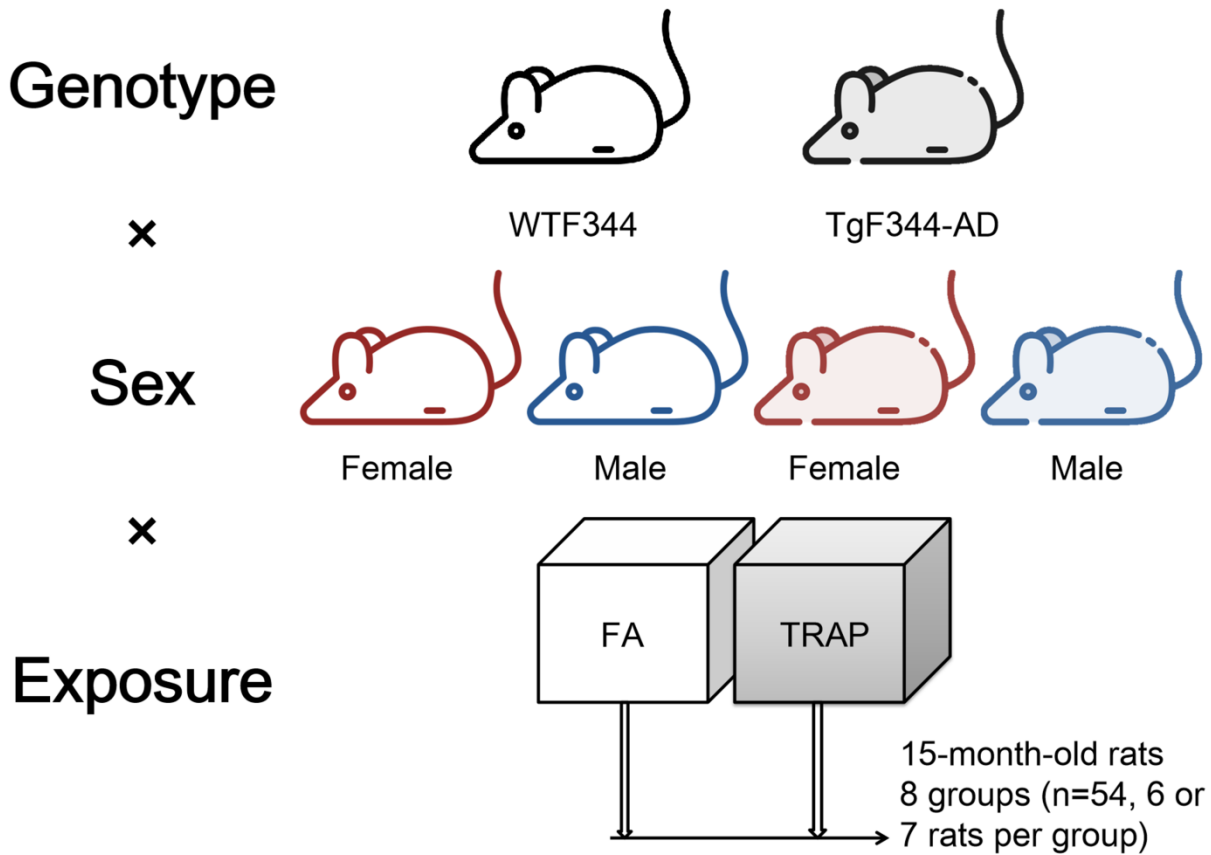 Genotype
WTF344
TgF344-AD
×
Sex
Female
Male
Female
Male
×
Exposure
FA
TRAP
15-month-old rats
8 groups (n=54, 6 or
7 rats per group)